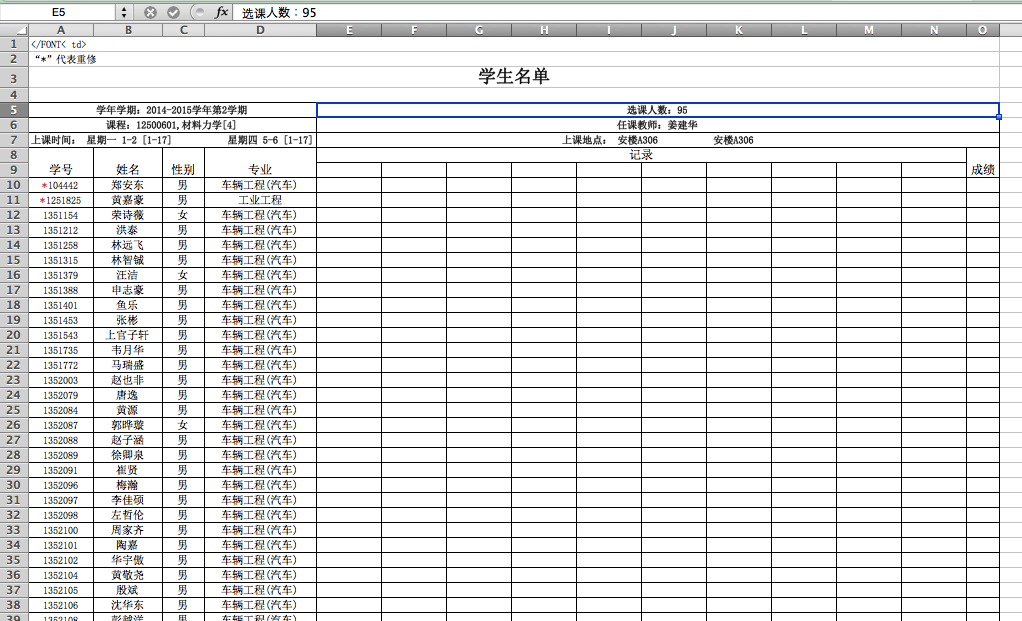 E5 fx 选课人数：95
A B C D E F G H I J K L M N O
1 </FONT< td>
2 “*”代表重修
3 学生名单
4
5 学年学期：2014-2015学年第2学期 选课人数：95
6 课程：12500601,材料力学[4] 任课教师：姜建华
7 上课时间： 星期一 1-2 [1-17] 星期四 5-6 [1-17] 上课地点： 安楼A306 安楼A306
8 记录
9 学号 姓名 性别 专业 成绩
10 *104442 郑安东 男 车辆工程(汽车)
11 *1251825 黄嘉豪 男 工业工程
12 1351154 荣诗薇 女 车辆工程(汽车)
13 1351212 洪泰 男 车辆工程(汽车)
14 1351258 林远飞 男 车辆工程(汽车)
15 1351315 林智铖 男 车辆工程(汽车)
16 1351379 汪洁 女 车辆工程(汽车)
17 1351388 申志豪 男 车辆工程(汽车)
18 1351401 鱼乐 男 车辆工程(汽车)
19 1351453 张彬 男 车辆工程(汽车)
20 1351543 上官子轩 男 车辆工程(汽车)
21 1351735 韦月华 男 车辆工程(汽车)
22 1351772 马瑞盛 男 车辆工程(汽车)
23 1352003 赵也非 男 车辆工程(汽车)
24 1352079 唐逸 男 车辆工程(汽车)
25 1352084 黄源 男 车辆工程(汽车)
26 1352087 郭晔璇 女 车辆工程(汽车)
27 1352088 赵子涵 男 车辆工程(汽车)
28 1352089 徐卿泉 男 车辆工程(汽车)
29 1352091 崔贤 男 车辆工程(汽车)
30 1352096 梅瀚 男 车辆工程(汽车)
31 1352097 李佳硕 男 车辆工程(汽车)
32 1352098 左哲伦 男 车辆工程(汽车)
33 1352100 周家齐 男 车辆工程(汽车)
34 1352101 陶嘉 男 车辆工程(汽车)
35 1352102 华宇傲 男 车辆工程(汽车)
36 1352104 黄敬尧 男 车辆工程(汽车)
37 1352105 殷斌 男 车辆工程(汽车)
38 1352106 沈华东 男 车辆工程(汽车)
39 1352108 男 车辆工程(汽车)